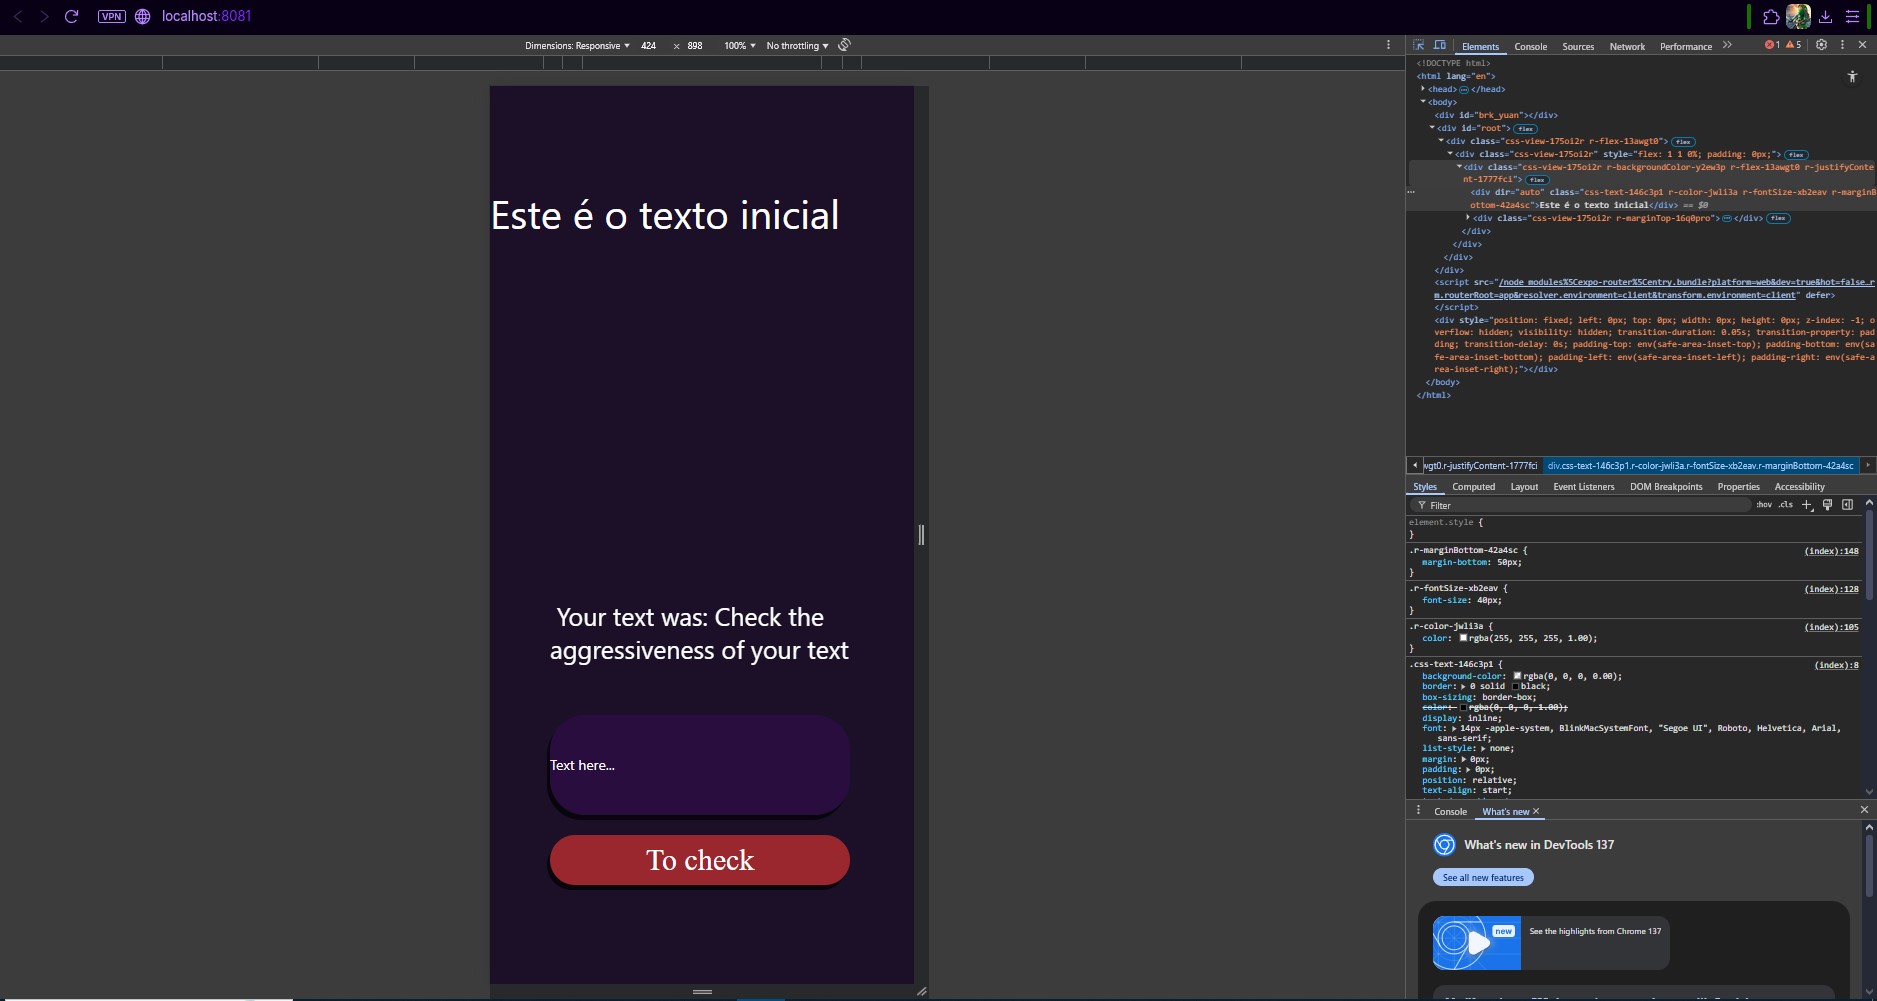 VPN localhost:8081
Dimensions: Responsive 424 × 898 100% No throttling
Elements Console Sources Network Performance 1 5
<!DOCTYPE html>
<html lang="en">
<head> </head>
<body>
<div id="brk_yuan"></div>
<div id="root"> flex
<div class="css-view-175oi2r r-flex-13awgt0"> flex
<div class="css-view-175oi2r" style="flex: 1 1 0%; padding: 0px;"> flex
<div class="css-view-175oi2r r-backgroundColor-y2ew3p r-flex-13awgt0 r-justifyConte
nt-1777fci"> flex
<div dir="auto" class="css-text-146c3p1 r-color-jwli3a r-fontSize-xb2eav r-marginB
ottom-42a4sc">Este é o texto inicial</div> == $0
<div class="css-view-175oi2r r-marginTop-16q0pro"> </div> flex
</div>
</div>
</div>
</div>
<script src="/node_modules%5Cexpo-router%5Centry.bundle?platform=web&dev=true&hot=false…r
m.routerRoot=app&resolver.environment=client&transform.environment=client" defer>
</script>
<div style="position: fixed; left: 0px; top: 0px; width: 0px; height: 0px; z-index: -1; o
verflow: hidden; visibility: hidden; transition-duration: 0.05s; transition-property: pad
ding; transition-delay: 0s; padding-top: env(safe-area-inset-top); padding-bottom: env(sa
fe-area-inset-bottom); padding-left: env(safe-area-inset-left); padding-right: env(safe-a
rea-inset-right);"></div>
</body>
</html>
Este é o texto inicial
Your text was: Check the
aggressiveness of your text
Text here...
To check
wgt0.r-justifyContent-1777fci div.css-text-146c3p1.r-color-jwli3a.r-fontSize-xb2eav.r-marginBottom-42a4sc
Styles Computed Layout Event Listeners DOM Breakpoints Properties Accessibility
Filter :hov .cls
element.style {
}
.r-marginBottom-42a4sc { (index):148
margin-bottom: 50px;
}
.r-fontSize-xb2eav { (index):128
font-size: 40px;
}
.r-color-jwli3a { (index):105
color: rgba(255, 255, 255, 1.00);
}
.css-text-146c3p1 { (index):8
background-color: rgba(0, 0, 0, 0.00);
border: 0 solid black;
box-sizing: border-box;
color: rgba(0, 0, 0, 1.00);
display: inline;
font: 14px -apple-system, BlinkMacSystemFont, "Segoe UI", Roboto, Helvetica, Arial,
sans-serif;
list-style: none;
margin: 0px;
padding: 0px;
position: relative;
text-align: start;
Console What's new
What's new in DevTools 137
See all new features
new See the highlights from Chrome 137